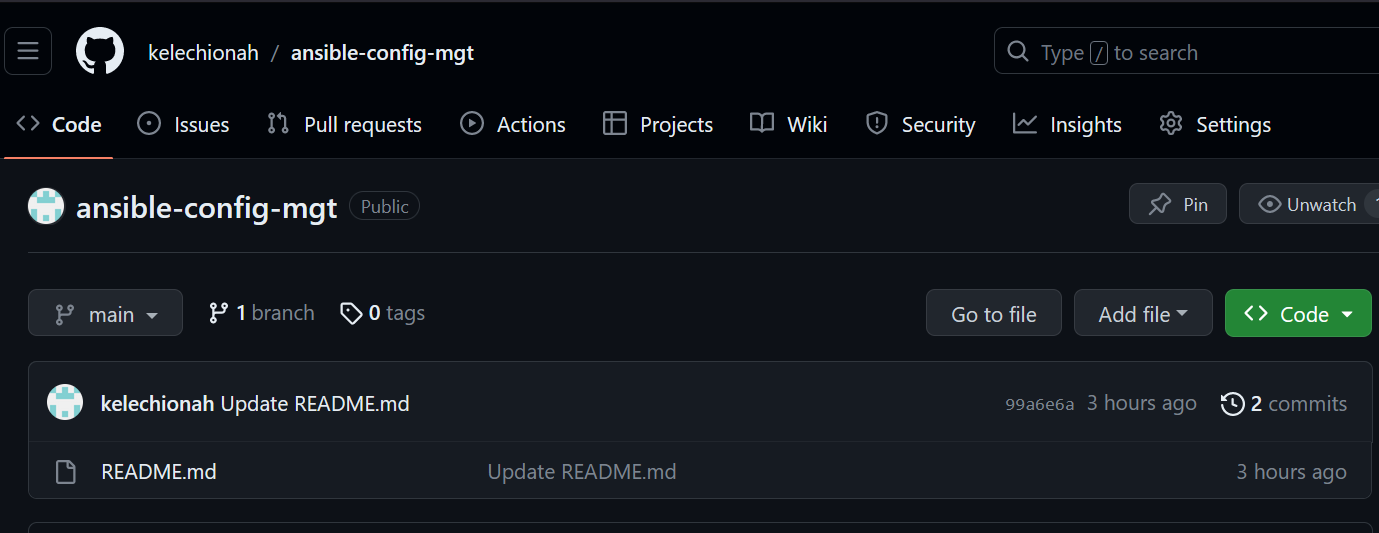 kelechionah / ansible-config-mgt Type / to search
Code Issues Pull requests Actions Projects Wiki Security Insights Settings
ansible-config-mgt Public Pin Unwatch
main 1 branch 0 tags Go to file Add file Code
kelechionah Update README.md 99a6e6a 3 hours ago 2 commits
README.md Update README.md 3 hours ago